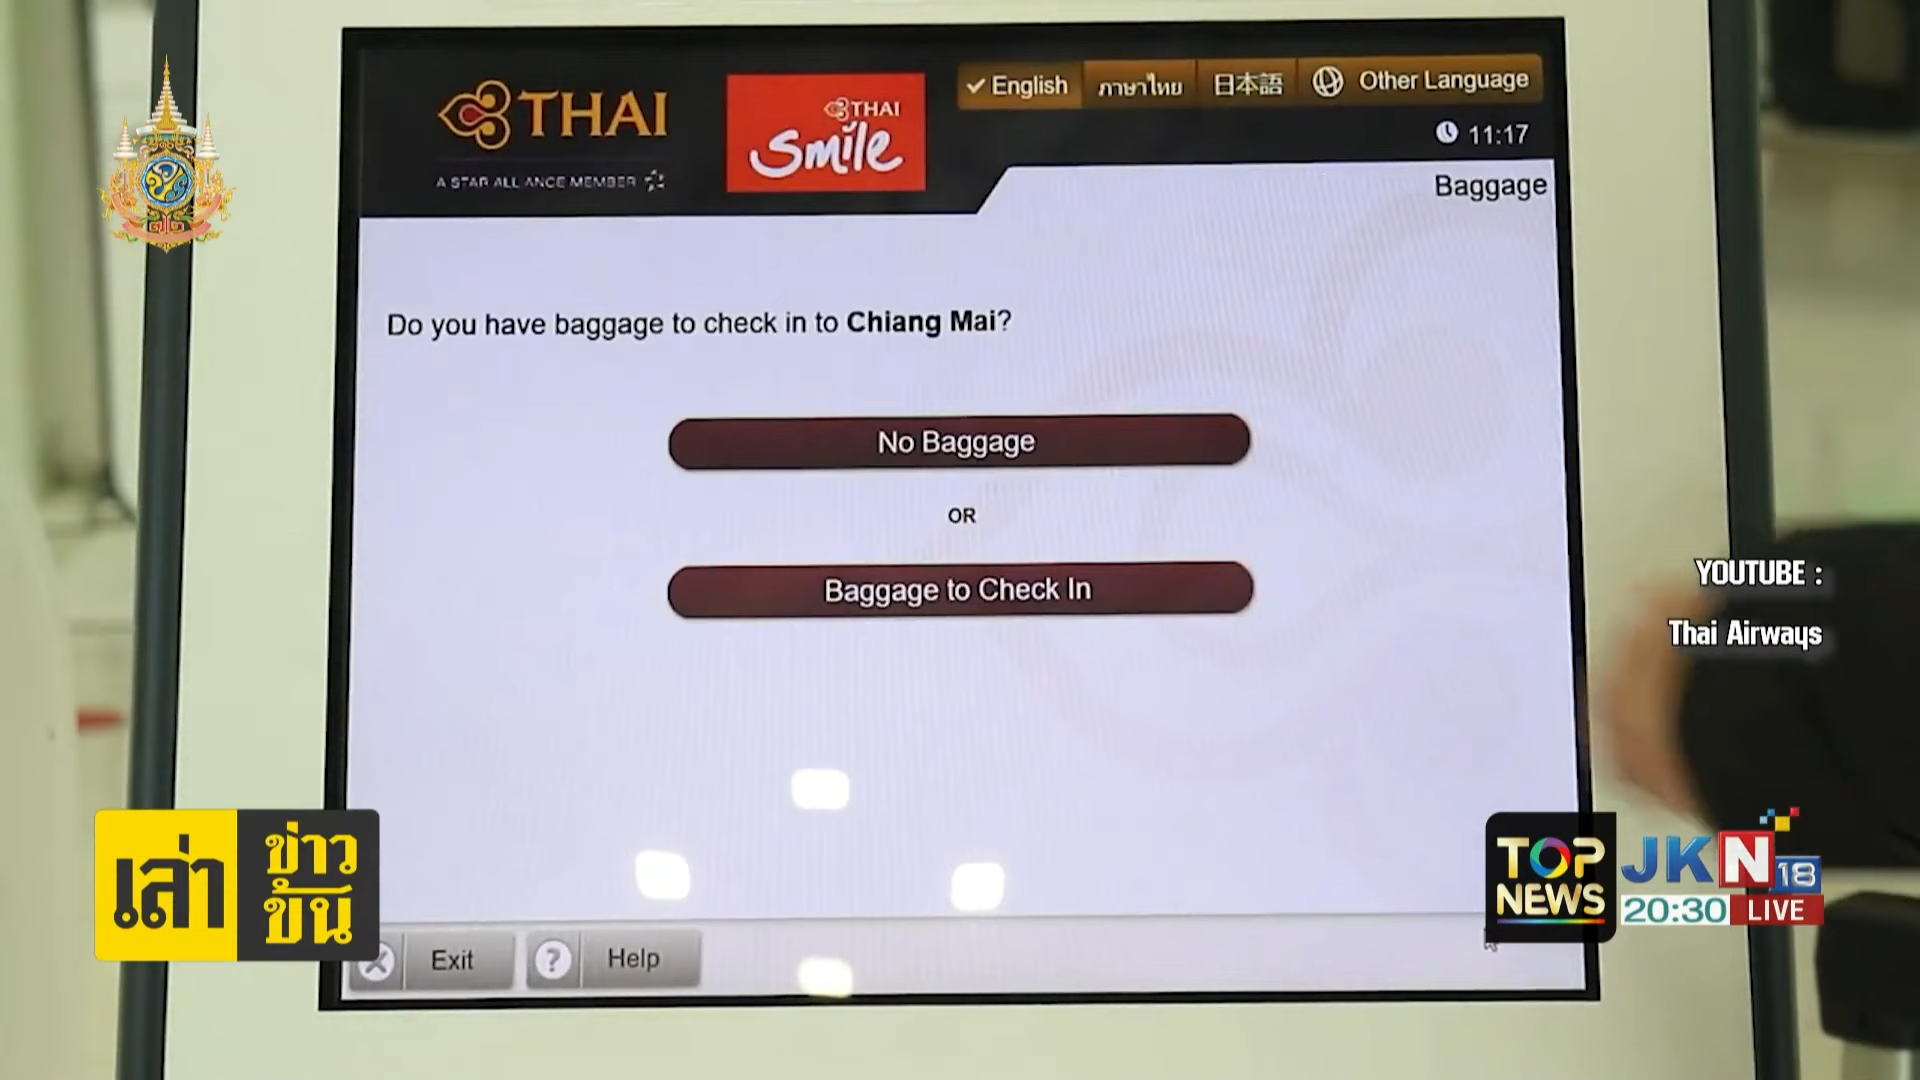 THAI
A STAR ALLIANCE MEMBER
THAI
Smile
✓ English
ภาษาไทย
日本語
Other Language
11:17
Baggage
Do you have baggage to check in to Chiang Mai?
No Baggage
OR
Baggage to Check In
YOUTUBE :
Thai Airways
เล่า
ข่าว
ข้น
TOP
NEWS
JKN18
20:30 LIVE
Exit
? Help